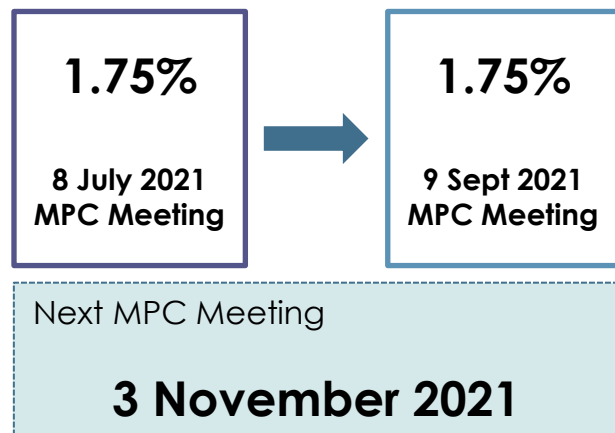 1.75%
8 July 2021
MPC Meeting
1.75%
9 Sept 2021
MPC Meeting
Next MPC Meeting
3 November 2021